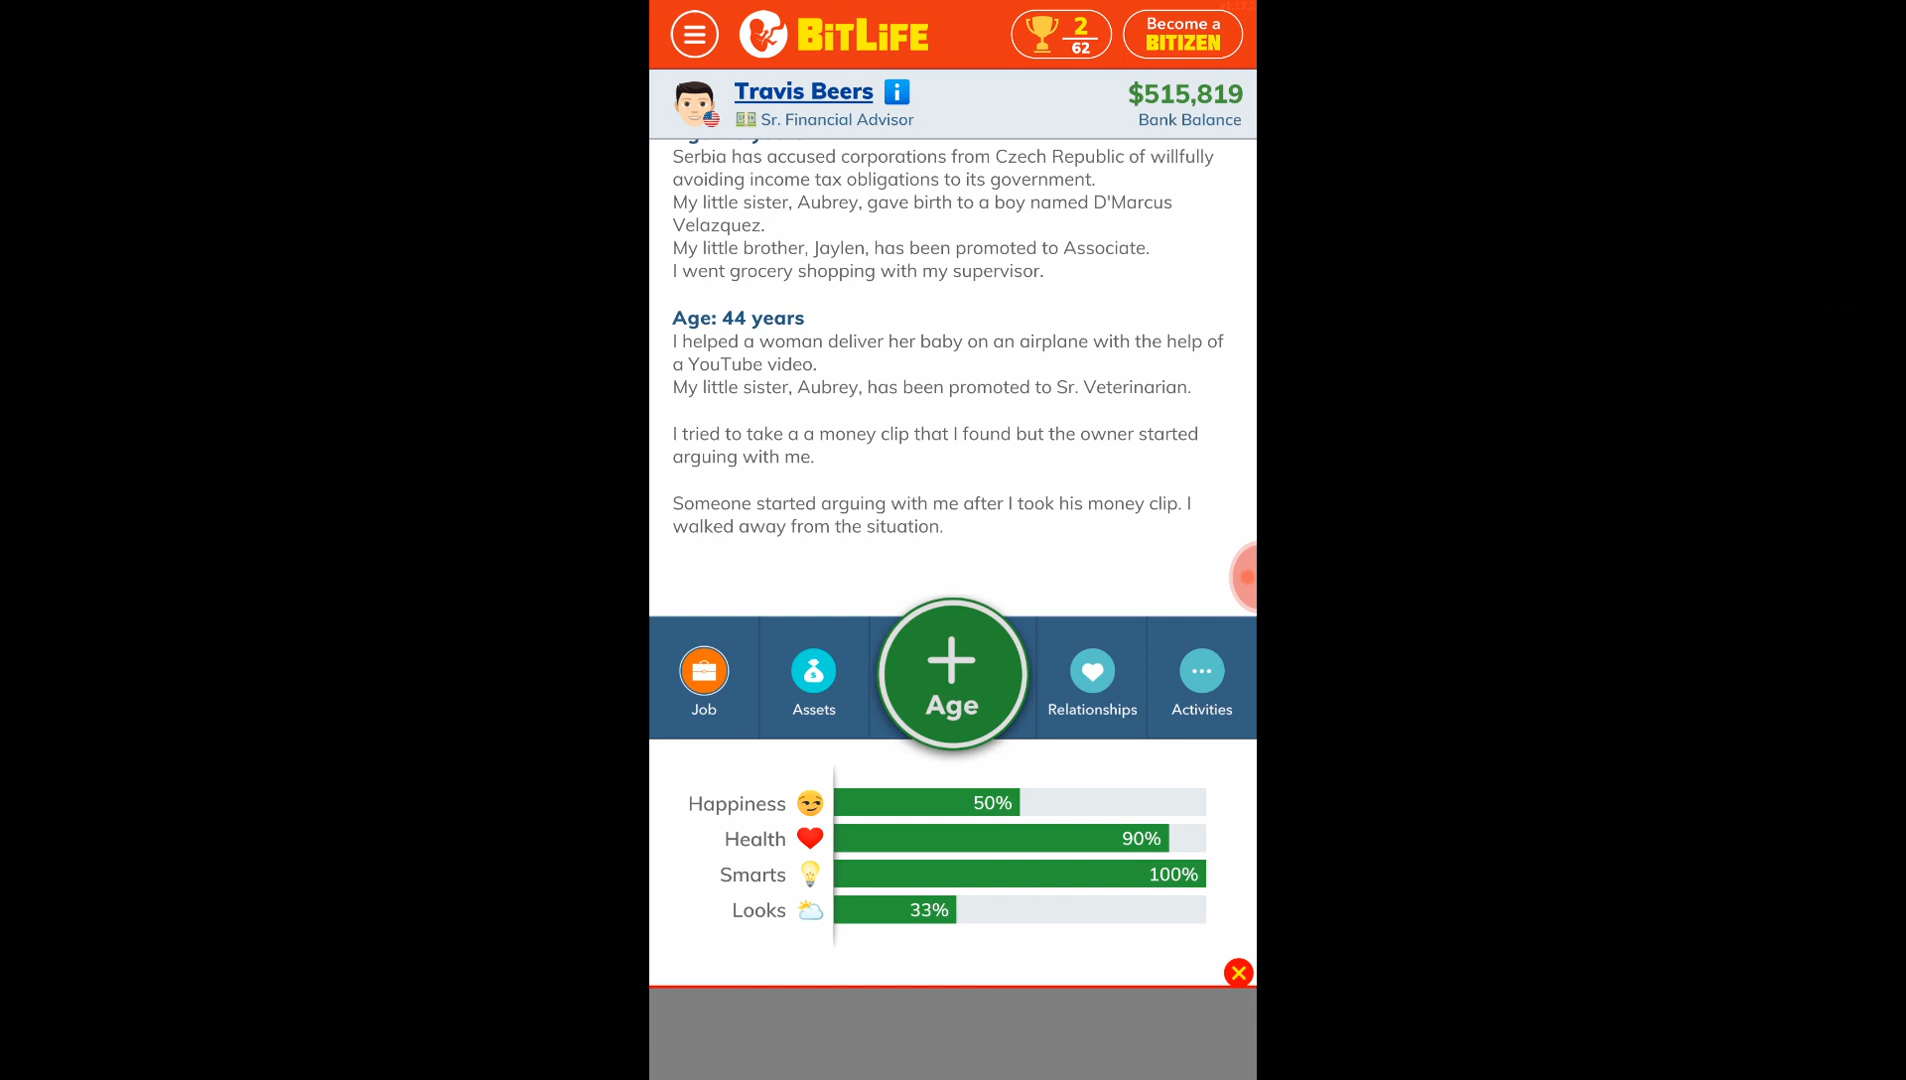 BitLife
2
62
Become a
BITIZEN
Travis Beers
$515,819
Sr. Financial Advisor
Bank Balance
Serbia has accused corporations from Czech Republic of willfully
avoiding income tax obligations to its government.
My little sister, Aubrey, gave birth to a boy named D'Marcus
Velazquez.
My little brother, Jaylen, has been promoted to Associate.
I went grocery shopping with my supervisor.
Age: 44 years
I helped a woman deliver her baby on an airplane with the help of
a YouTube video.
My little sister, Aubrey, has been promoted to Sr. Veterinarian.
I tried to take a a money clip that I found but the owner started
arguing with me.
Someone started arguing with me after I took his money clip. I
walked away from the situation.
Job
Assets
Age
Relationships
Activities
Happiness 50%
Health 90%
Smarts 100%
Looks 33%